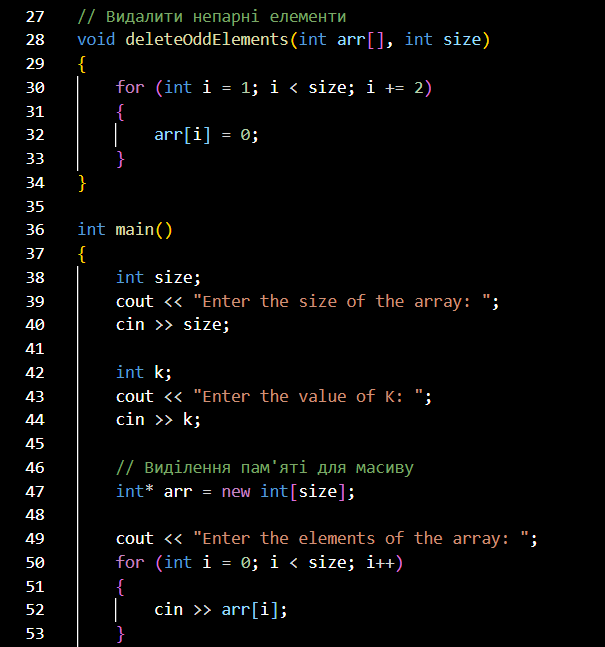 27 // Видалити непарні елементи
28 void deleteOddElements(int arr[], int size)
29 {
30     for (int i = 1; i < size; i += 2)
31     {
32         arr[i] = 0;
33     }
34 }
35
36 int main()
37 {
38     int size;
39     cout << "Enter the size of the array: ";
40     cin >> size;
41
42     int k;
43     cout << "Enter the value of K: ";
44     cin >> k;
45
46     // Виділення пам'яті для масиву
47     int* arr = new int[size];
48
49     cout << "Enter the elements of the array: ";
50     for (int i = 0; i < size; i++)
51     {
52         cin >> arr[i];
53     }